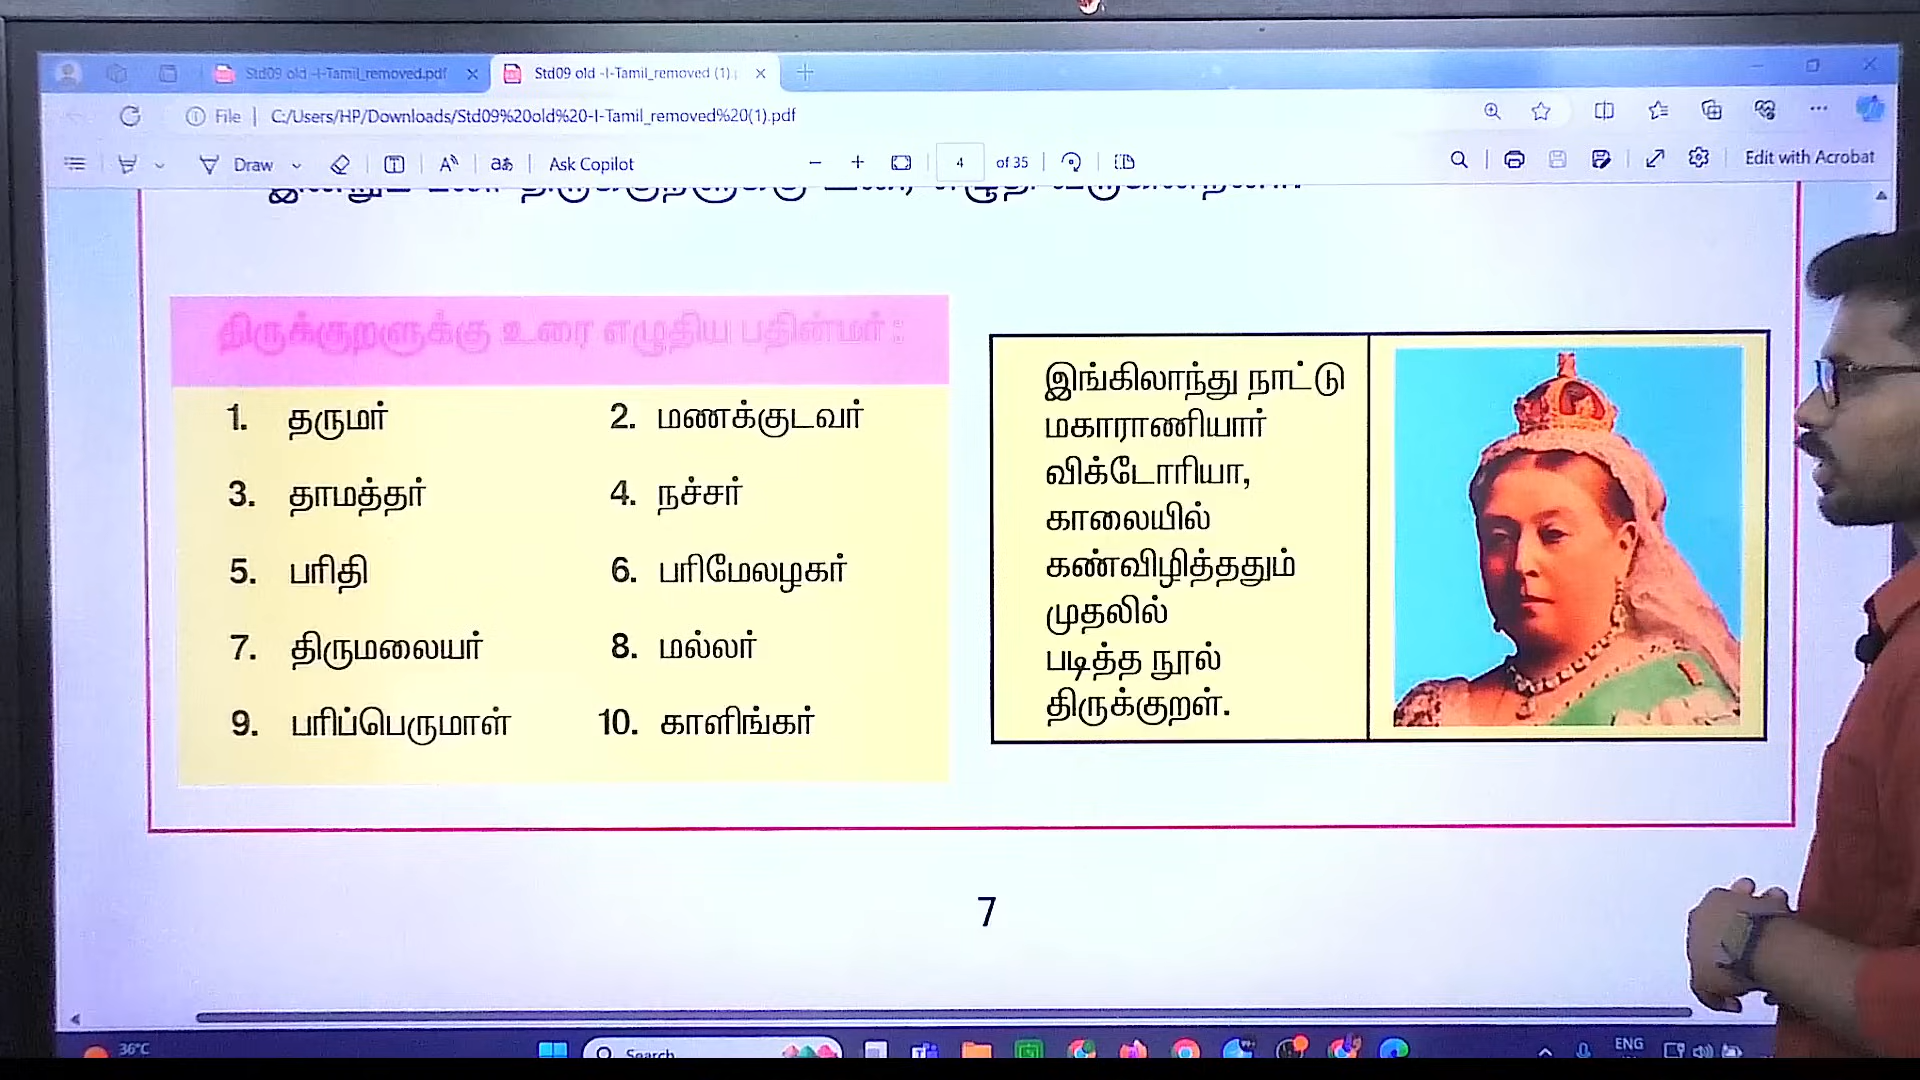 Std09 old -I-Tamil_removed.pdf
Std09 old -I-Tamil_removed (1).
File
C:/Users/HP/Downloads/Std09%20old%20-I-Tamil_removed%20(1).pdf
Draw
Ask Copilot
4 of 35
Edit with Acrobat
திருக்குறளுக்கு உரை எழுதிய பதின்மர் :
1. தருமர் 2. மணக்குடவர்
3. தாமத்தர் 4. நச்சர்
5. பரிதி 6. பரிமேலழகர்
7. திருமலையர் 8. மல்லர்
9. பரிப்பெருமாள் 10. காளிங்கர்
இங்கிலாந்து நாட்டு
மகாராணியார்
விக்டோரியா,
காலையில்
கண்விழித்ததும்
முதலில்
படித்த நூல்
திருக்குறள்.
7
36°C
Search
ENG